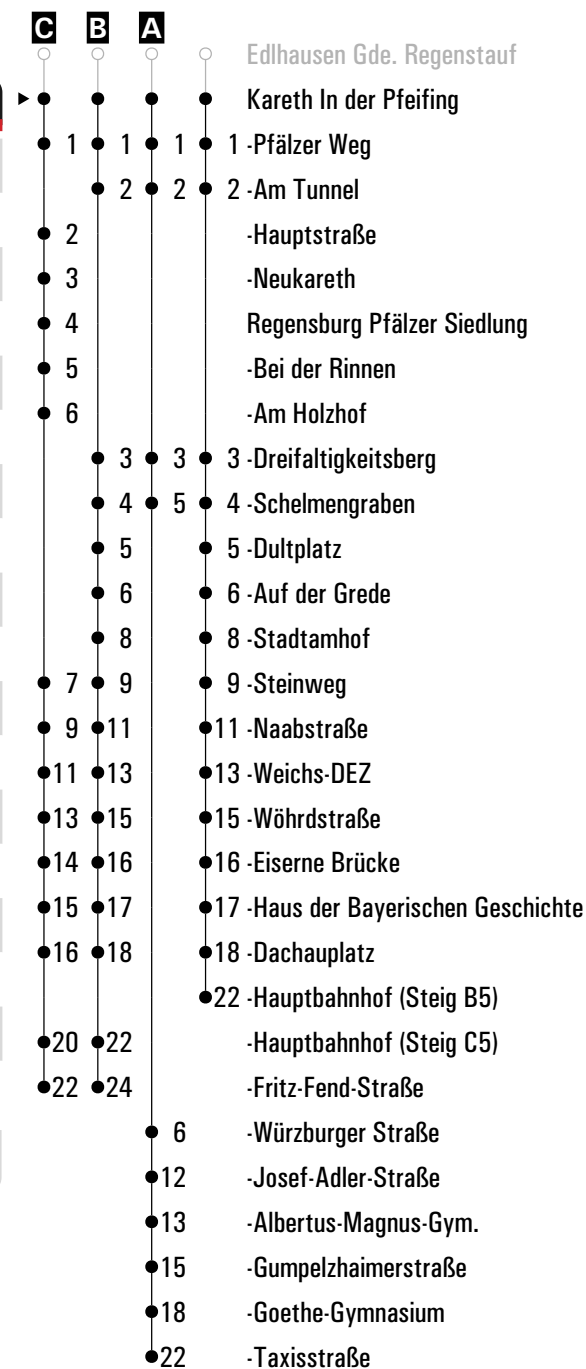 C B A
Edlhausen Gde. Regenstauf
Kareth In der Pfeifing
1 1 1 1 -Pfälzer Weg
2 2 2 -Am Tunnel
2 -Hauptstraße
3 -Neukareth
4 Regensburg Pfälzer Siedlung
5 -Bei der Rinnen
6 -Am Holzhof
3 3 3 -Dreifaltigkeitsberg
4 5 4 -Schelmengraben
5 5 -Dultplatz
6 6 -Auf der Grede
8 8 -Stadtamhof
7 9 9 -Steinweg
9 11 11 -Naabstraße
11 13 13 -Weichs-DEZ
13 15 15 -Wöhrdstraße
14 16 16 -Eiserne Brücke
15 17 17 -Haus der Bayerischen Geschichte
16 18 18 -Dachauplatz
22 -Hauptbahnhof (Steig B5)
20 22 -Hauptbahnhof (Steig C5)
22 24 -Fritz-Fend-Straße
6 -Würzburger Straße
12 -Josef-Adler-Straße
13 -Albertus-Magnus-Gym.
15 -Gumpelzhaimerstraße
18 -Goethe-Gymnasium
22 -Taxisstraße